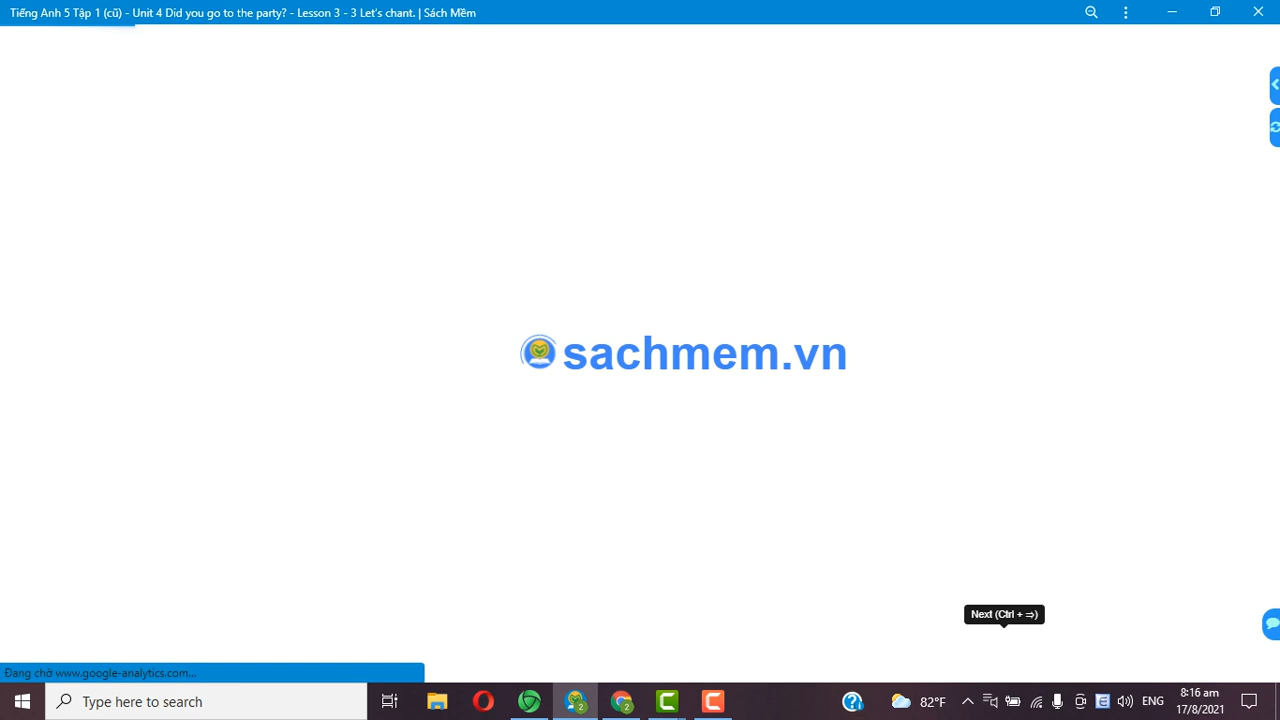 Tiếng Anh 5 Tập 1 (cũ) - Unit 4 Did you go to the party? - Lesson 3 - 3 Let's chant. | Sách Mềm
sachmem.vn
Next (Ctrl + ⇒)
Đang chờ www.google-analytics.com...
Type here to search
2
2
82°F
ENG
8:16 am
17/8/2021